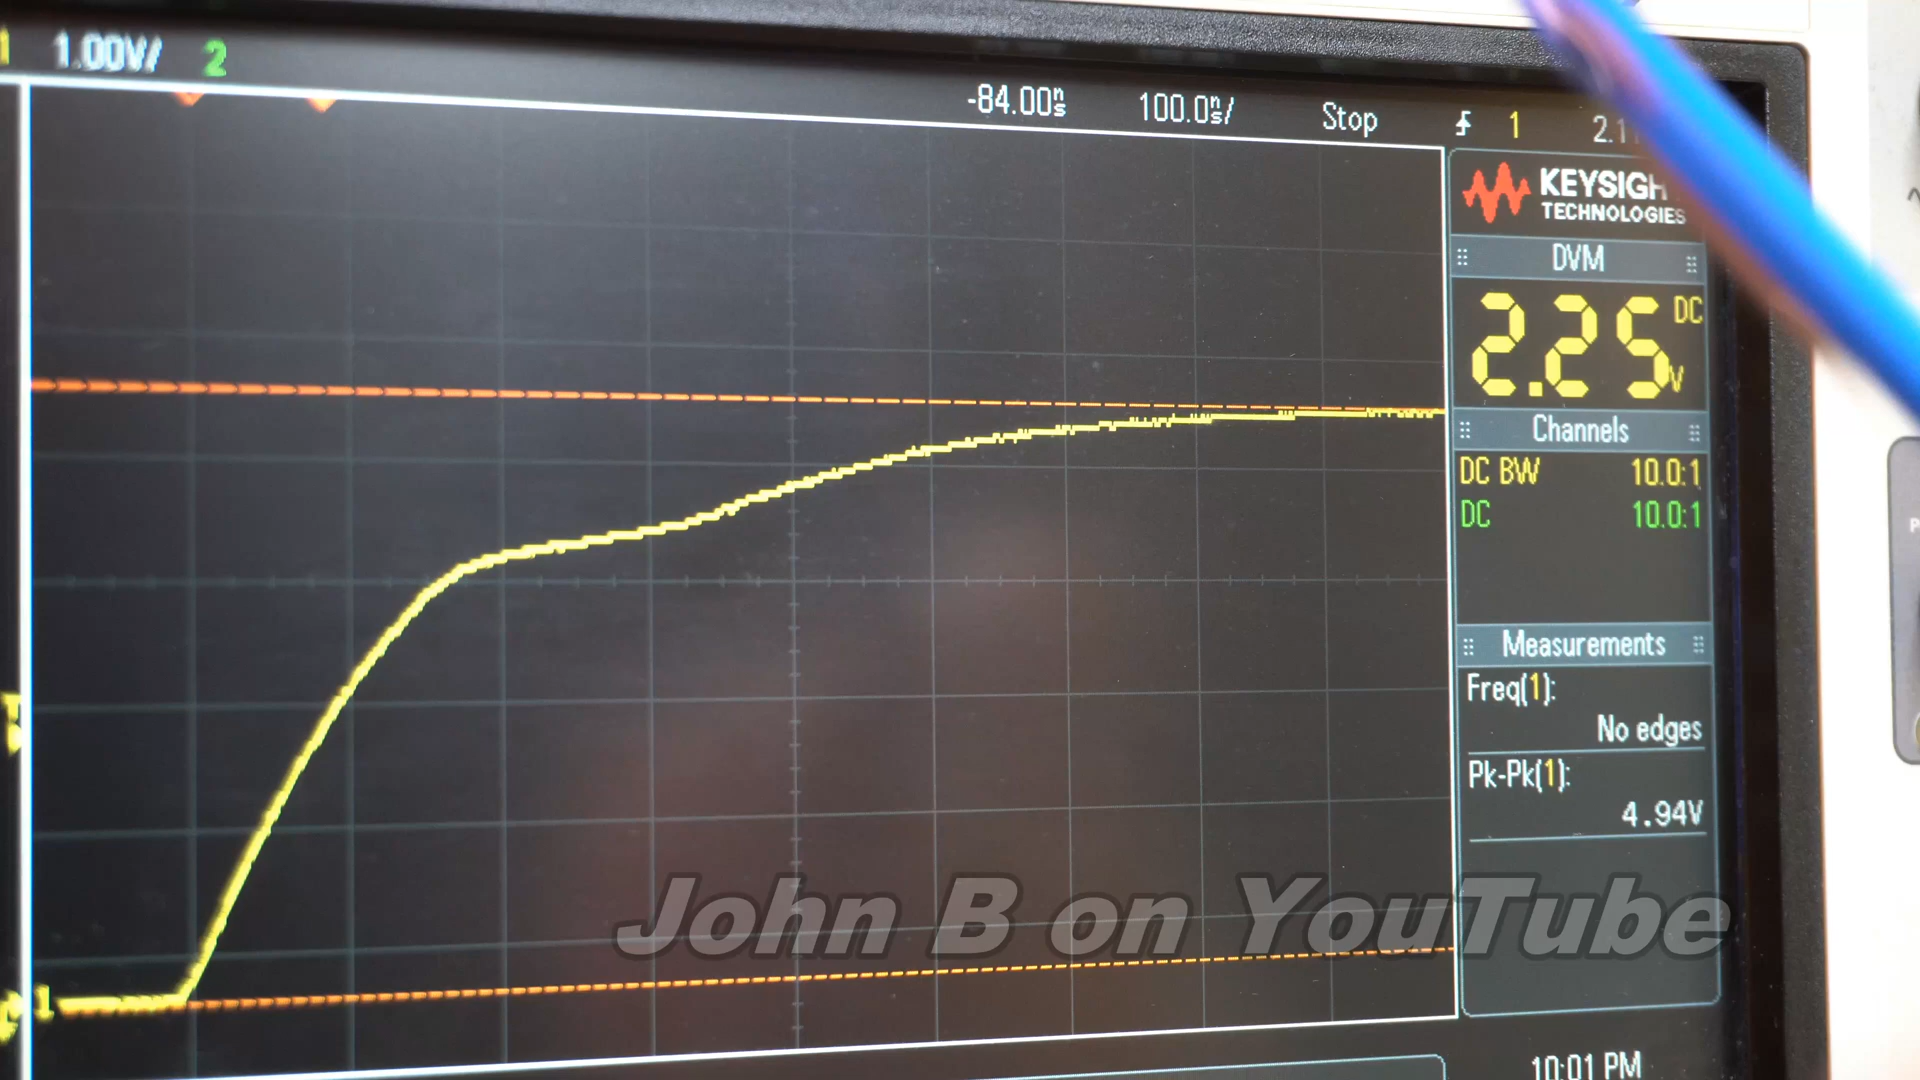 1 1.00V/ 2 -84.00ns 100.0ns/ Stop 1
KEYSIGH
TECHNOLOGIES
DVM
2.25 DC V
Channels
DC BW 10.0:1
DC 10.0:1
Measurements
Freq(1):
No edges
Pk-Pk(1):
4.94V
John B on YouTube
10:01 PM